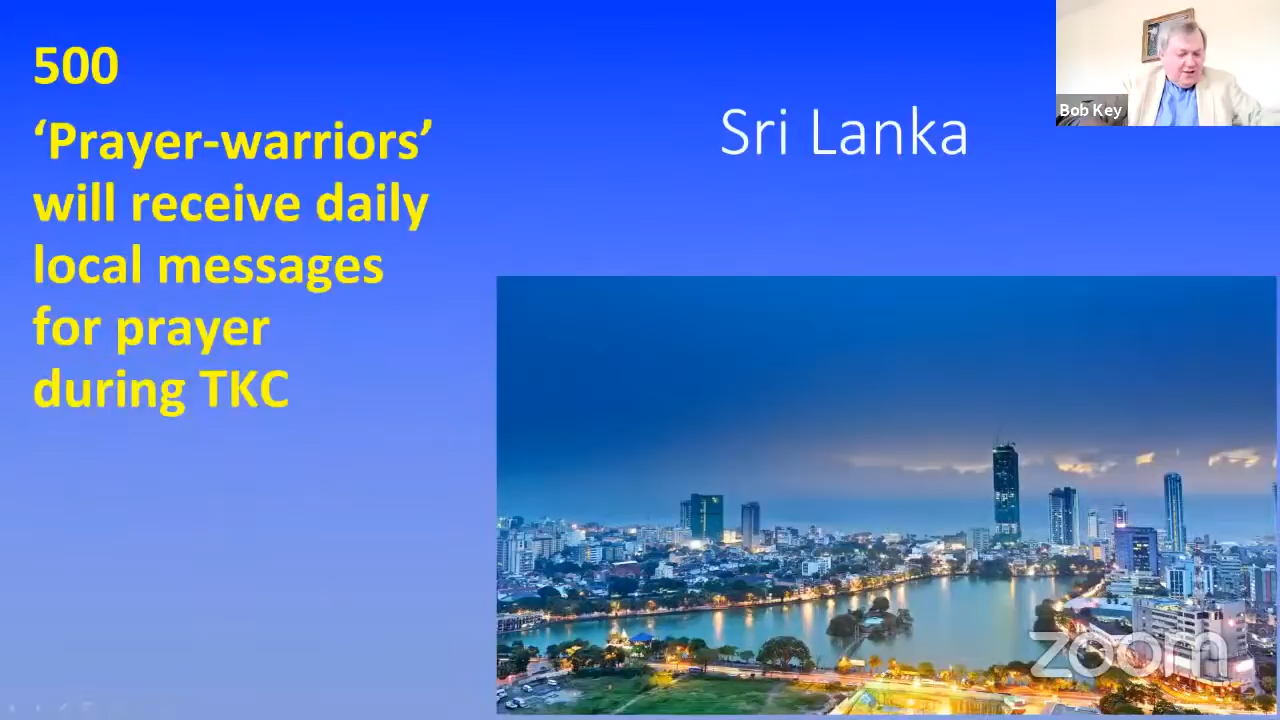 500
‘Prayer-warriors’
will receive daily
local messages
for prayer
during TKC
Sri Lanka
Bob Key
zoom